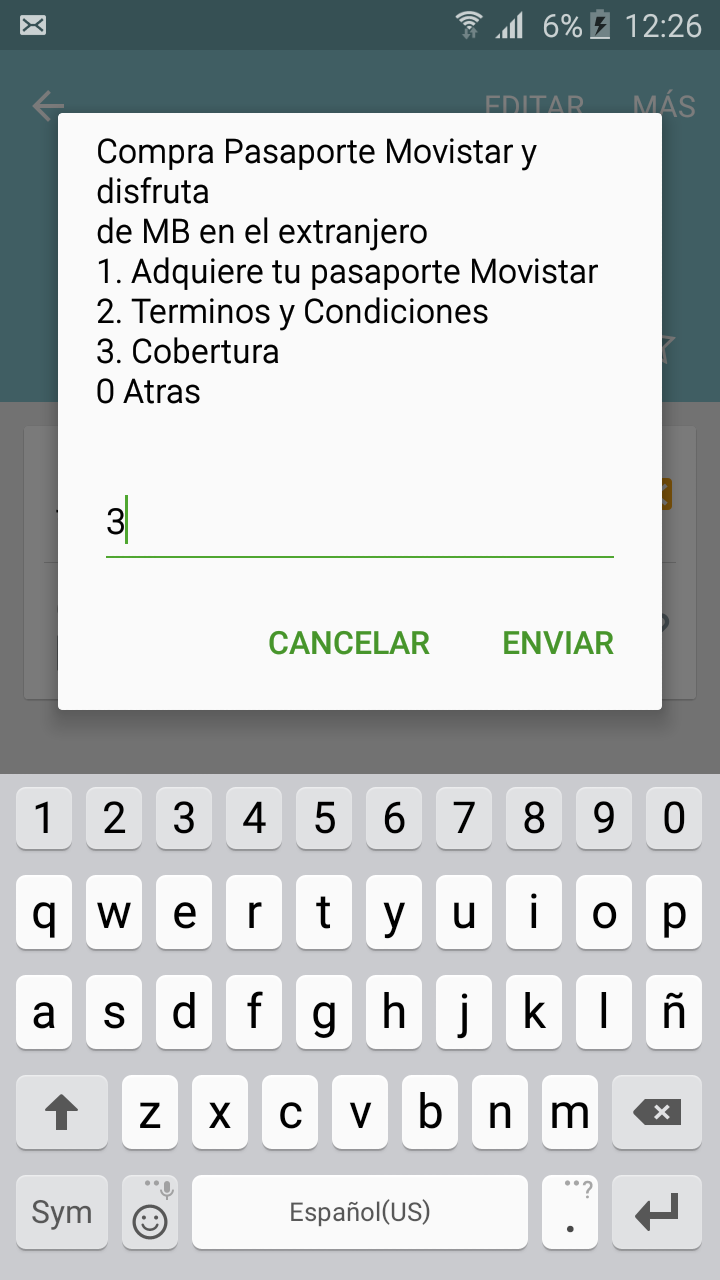 6% 12:26
EDITAR MÁS
Compra Pasaporte Movistar y
disfruta
de MB en el extranjero
1. Adquiere tu pasaporte Movistar
2. Terminos y Condiciones
3. Cobertura
0 Atras
3
CANCELAR ENVIAR
1 2 3 4 5 6 7 8 9 0
q w e r t y u i o p
a s d f g h j k l ñ
z x c v b n m
Sym Español(US) . ?